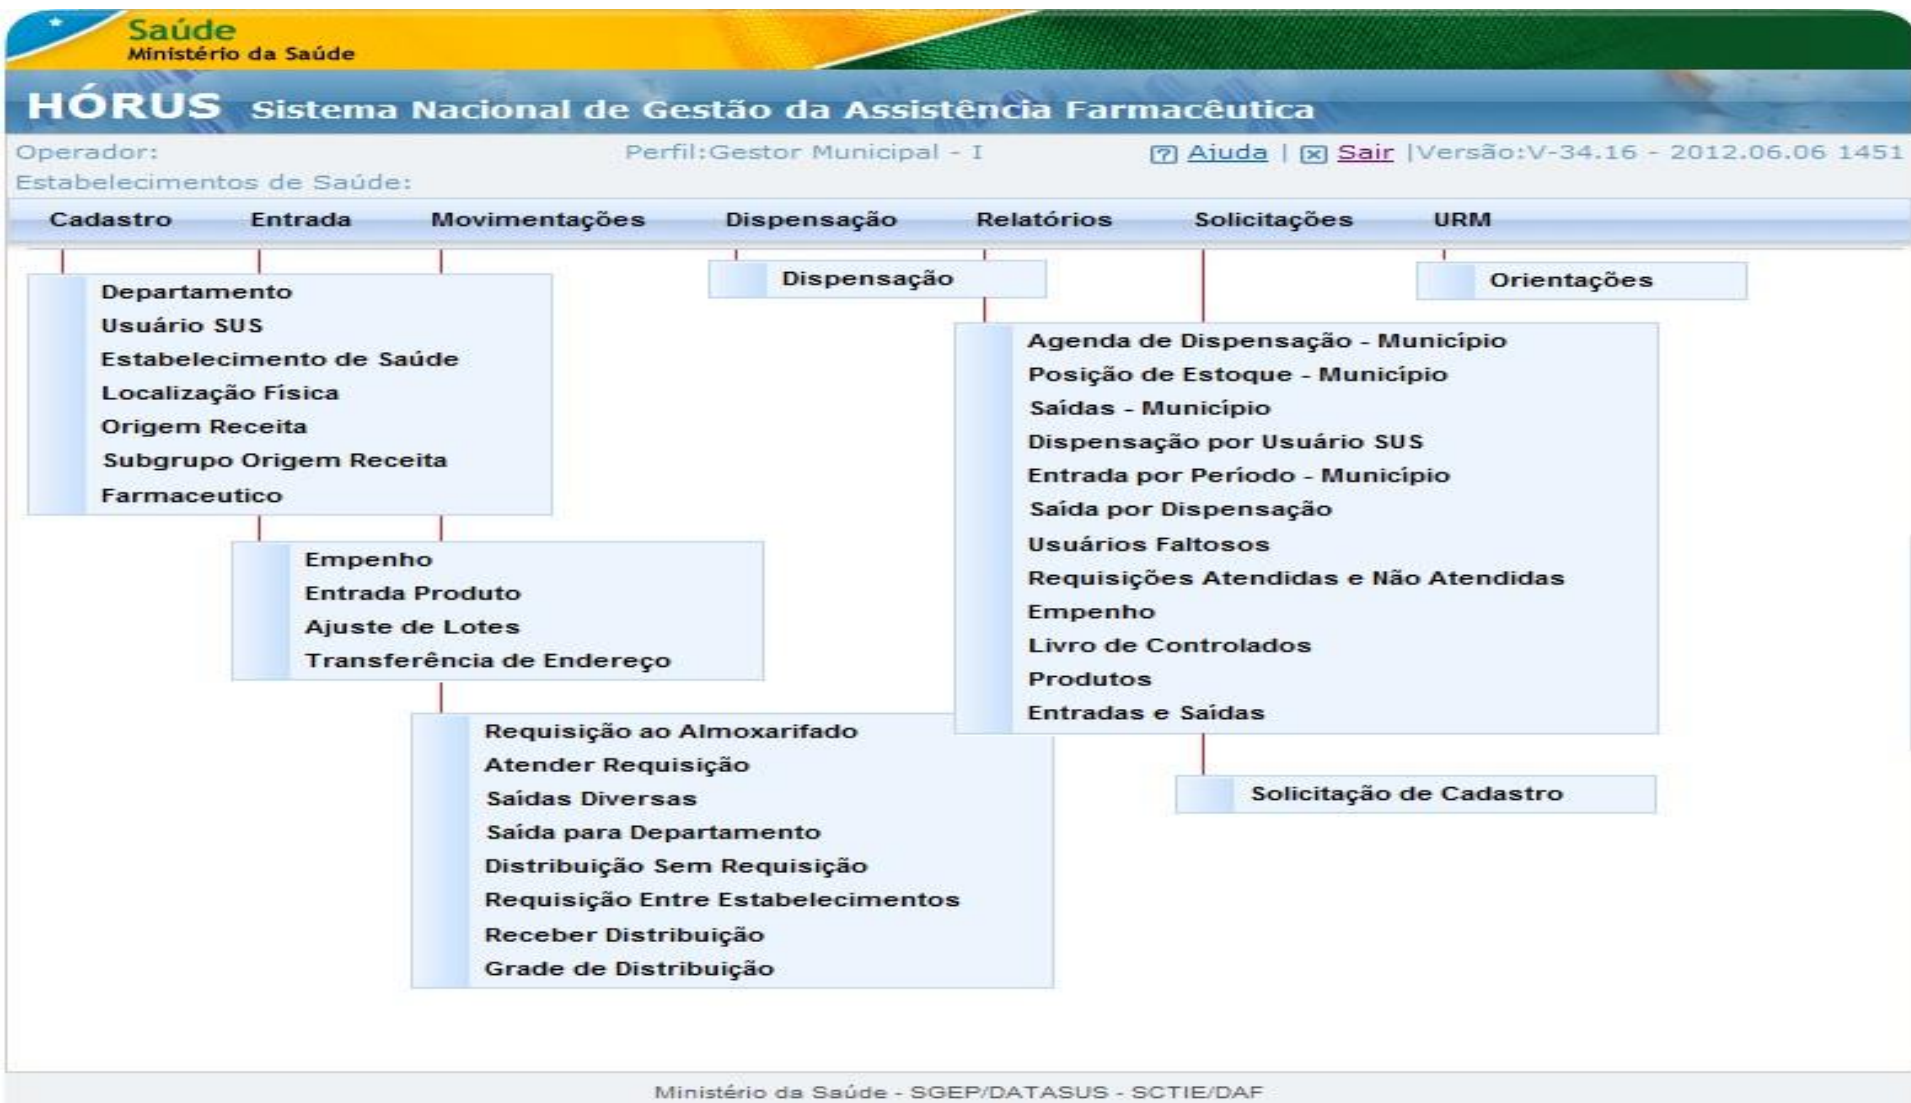 Saúde
Ministério da Saúde
HÓRUS Sistema Nacional de Gestão da Assistência Farmacêutica
Operador: Perfil:Gestor Municipal - I Ajuda | Sair |Versão:V-34.16 - 2012.06.06 1451
Estabelecimentos de Saúde:
Cadastro Entrada Movimentações Dispensação Relatórios Solicitações URM
Departamento
Usuário SUS
Estabelecimento de Saúde
Localização Física
Origem Receita
Subgrupo Origem Receita
Farmaceutico
Empenho
Entrada Produto
Ajuste de Lotes
Transferência de Endereço
Requisição ao Almoxarifado
Atender Requisição
Saídas Diversas
Saída para Departamento
Distribuição Sem Requisição
Requisição Entre Estabelecimentos
Receber Distribuição
Grade de Distribuição
Dispensação
Agenda de Dispensação - Município
Posição de Estoque - Município
Saídas - Município
Dispensação por Usuário SUS
Entrada por Período - Município
Saída por Dispensação
Usuários Faltosos
Requisições Atendidas e Não Atendidas
Empenho
Livro de Controlados
Produtos
Entradas e Saídas
Solicitação de Cadastro
Orientações
Ministério da Saúde - SGEP/DATASUS - SCTIE/DAF